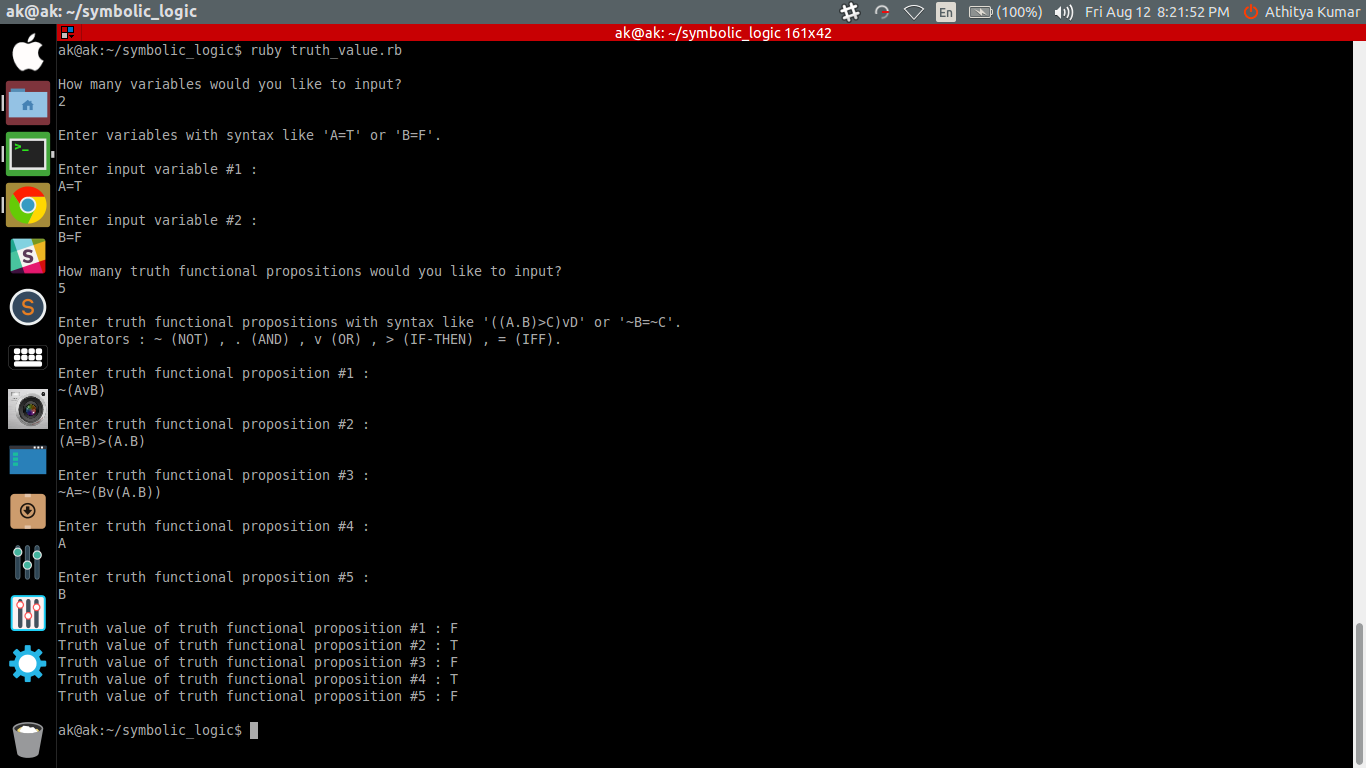 ak@ak: ~/symbolic_logic
En
(100%)
Fri Aug 12 8:21:52 PM
Athitya Kumar
ak@ak: ~/symbolic_logic 161x42
ak@ak:~/symbolic_logic$ ruby truth_value.rb
How many variables would you like to input?
2
Enter variables with syntax like 'A=T' or 'B=F'.
Enter input variable #1 :
A=T
Enter input variable #2 :
B=F
How many truth functional propositions would you like to input?
5
Enter truth functional propositions with syntax like '((A.B)>C)vD' or '~B=~C'.
Operators : ~ (NOT) , . (AND) , v (OR) , > (IF-THEN) , = (IFF).
Enter truth functional proposition #1 :
~(AvB)
Enter truth functional proposition #2 :
(A=B)>(A.B)
Enter truth functional proposition #3 :
~A=~(Bv(A.B))
Enter truth functional proposition #4 :
A
Enter truth functional proposition #5 :
B
Truth value of truth functional proposition #1 : F
Truth value of truth functional proposition #2 : T
Truth value of truth functional proposition #3 : F
Truth value of truth functional proposition #4 : T
Truth value of truth functional proposition #5 : F
ak@ak:~/symbolic_logic$
S
S